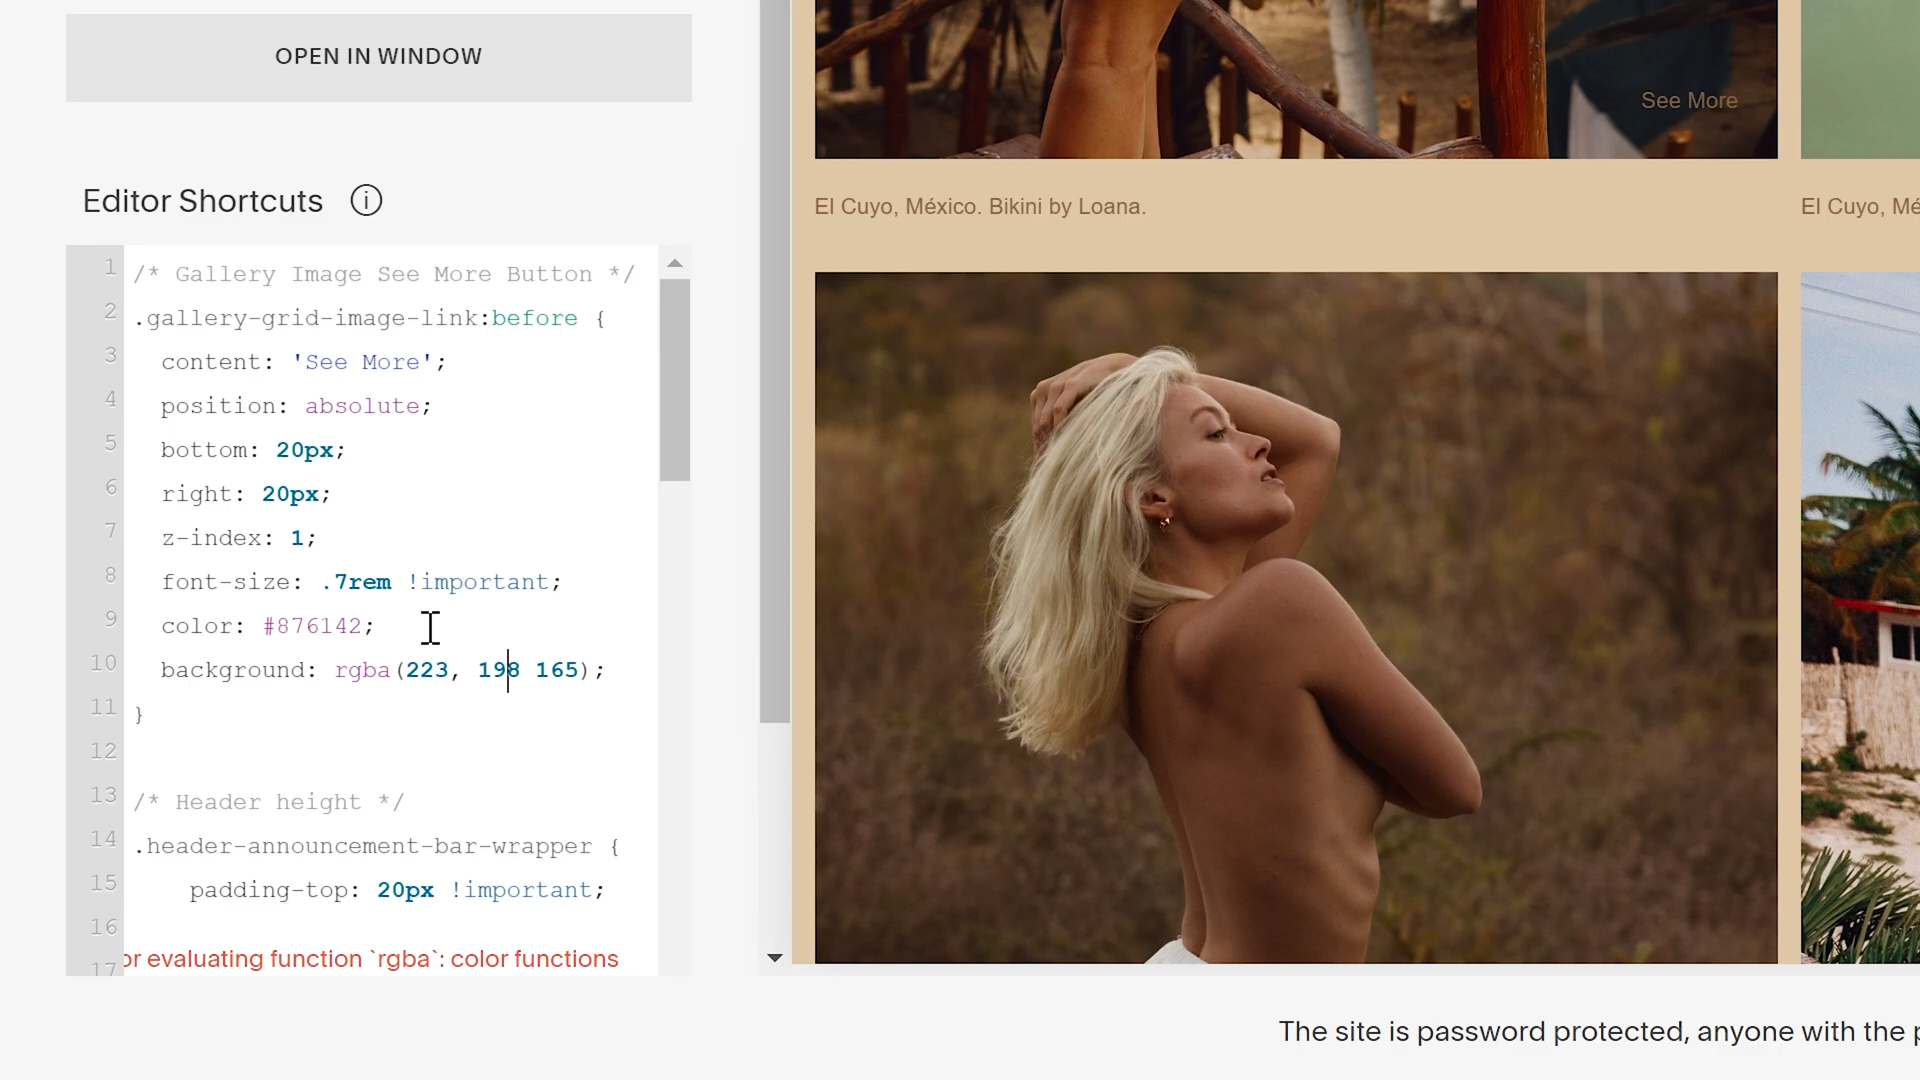 OPEN IN WINDOW
See More
Editor Shortcuts
El Cuyo, México. Bikini by Loana.
El Cuyo, Mé
1 /* Gallery Image See More Button */
2 .gallery-grid-image-link:before {
3 content: 'See More';
4 position: absolute;
5 bottom: 20px;
6 right: 20px;
7 z-index: 1;
8 font-size: .7rem !important;
9 color: #876142;
10 background: rgba(223, 198 165);
11 }
12
13 /* Header height */
14 .header-announcement-bar-wrapper {
15 padding-top: 20px !important;
16
17 or evaluating function `rgba`: color functions
The site is password protected, anyone with the p